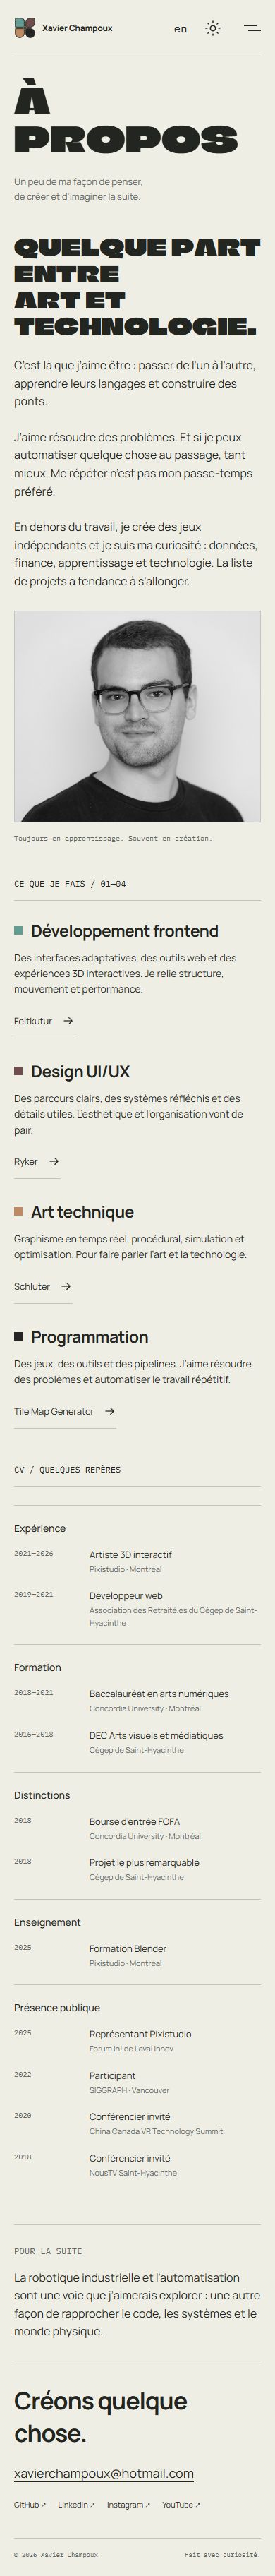 Xavier Champoux
en
À
PROPOS
Un peu de ma façon de penser,
de créer et d'imaginer la suite.
QUELQUE PART
ENTRE
ART ET
TECHNOLOGIE.
C'est là que j'aime être : passer de l'un à l'autre,
apprendre leurs langages et construire des
ponts.
J'aime résoudre des problèmes. Et si je peux
automatiser quelque chose au passage, tant
mieux. Me répéter n'est pas mon passe-temps
préféré.
En dehors du travail, je crée des jeux
indépendants et je suis ma curiosité : données,
finance, apprentissage et technologie. La liste
de projets a tendance à s'allonger.
Toujours en apprentissage. Souvent en création.
CE QUE JE FAIS / 01—04
Développement frontend
Des interfaces adaptatives, des outils web et des
expériences 3D interactives. Je relie structure,
mouvement et performance.
Feltkutur →
Design UI/UX
Des parcours clairs, des systèmes réfléchis et des
détails utiles. L'esthétique et l'organisation vont de
pair.
Ryker →
Art technique
Graphisme en temps réel, procédural, simulation et
optimisation. Pour faire parler l'art et la technologie.
Schluter →
Programmation
Des jeux, des outils et des pipelines. J'aime résoudre
des problèmes et automatiser le travail répétitif.
Tile Map Generator →
CV / QUELQUES REPÈRES
Expérience
2021—2026 Artiste 3D interactif
Pixistudio · Montréal
2019—2021 Développeur web
Association des Retraité.es du Cégep de Saint-
Hyacinthe
Formation
2018—2021 Baccalauréat en arts numériques
Concordia University · Montréal
2016—2018 DEC Arts visuels et médiatiques
Cégep de Saint-Hyacinthe
Distinctions
2018 Bourse d'entrée FOFA
Concordia University · Montréal
2018 Projet le plus remarquable
Cégep de Saint-Hyacinthe
Enseignement
2025 Formation Blender
Pixistudio · Montréal
Présence publique
2025 Représentant Pixistudio
Forum in! de Laval Innov
2022 Participant
SIGGRAPH · Vancouver
2020 Conférencier invité
China Canada VR Technology Summit
2018 Conférencier invité
NousTV Saint-Hyacinthe
POUR LA SUITE
La robotique industrielle et l'automatisation
sont une voie que j'aimerais explorer : une autre
façon de rapprocher le code, les systèmes et le
monde physique.
Créons quelque
chose.
xavierchampoux@hotmail.com
GitHub ↗ LinkedIn ↗ Instagram ↗ YouTube ↗
© 2026 Xavier Champoux Fait avec curiosité.